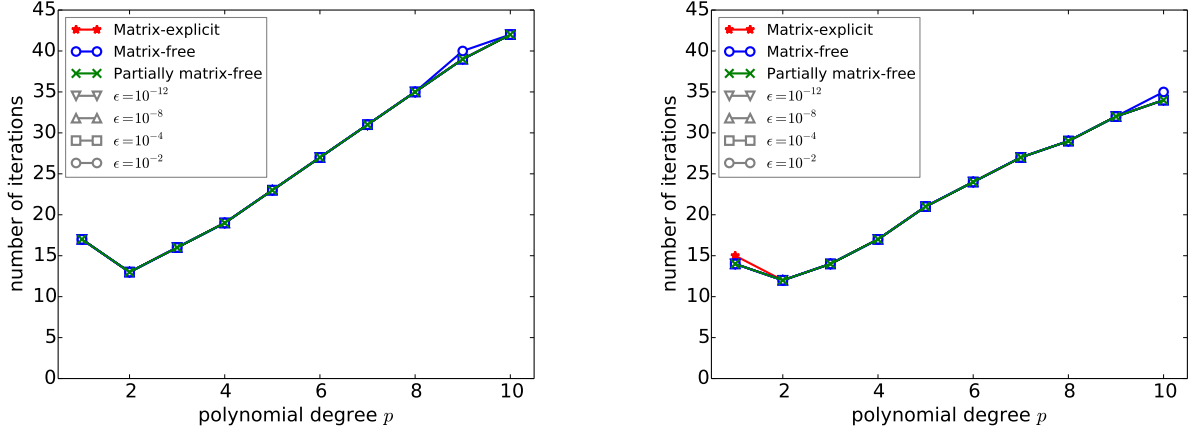 45
40
35
30
25
20
15
10
5
0
number of iterations
Matrix-explicit
Matrix-free
Partially matrix-free
ϵ=10⁻¹²
ϵ=10⁻⁸
ϵ=10⁻⁴
ϵ=10⁻²
2 4 6 8 10
polynomial degree p
45
40
35
30
25
20
15
10
5
0
number of iterations
Matrix-explicit
Matrix-free
Partially matrix-free
ϵ=10⁻¹²
ϵ=10⁻⁸
ϵ=10⁻⁴
ϵ=10⁻²
2 4 6 8 10
polynomial degree p